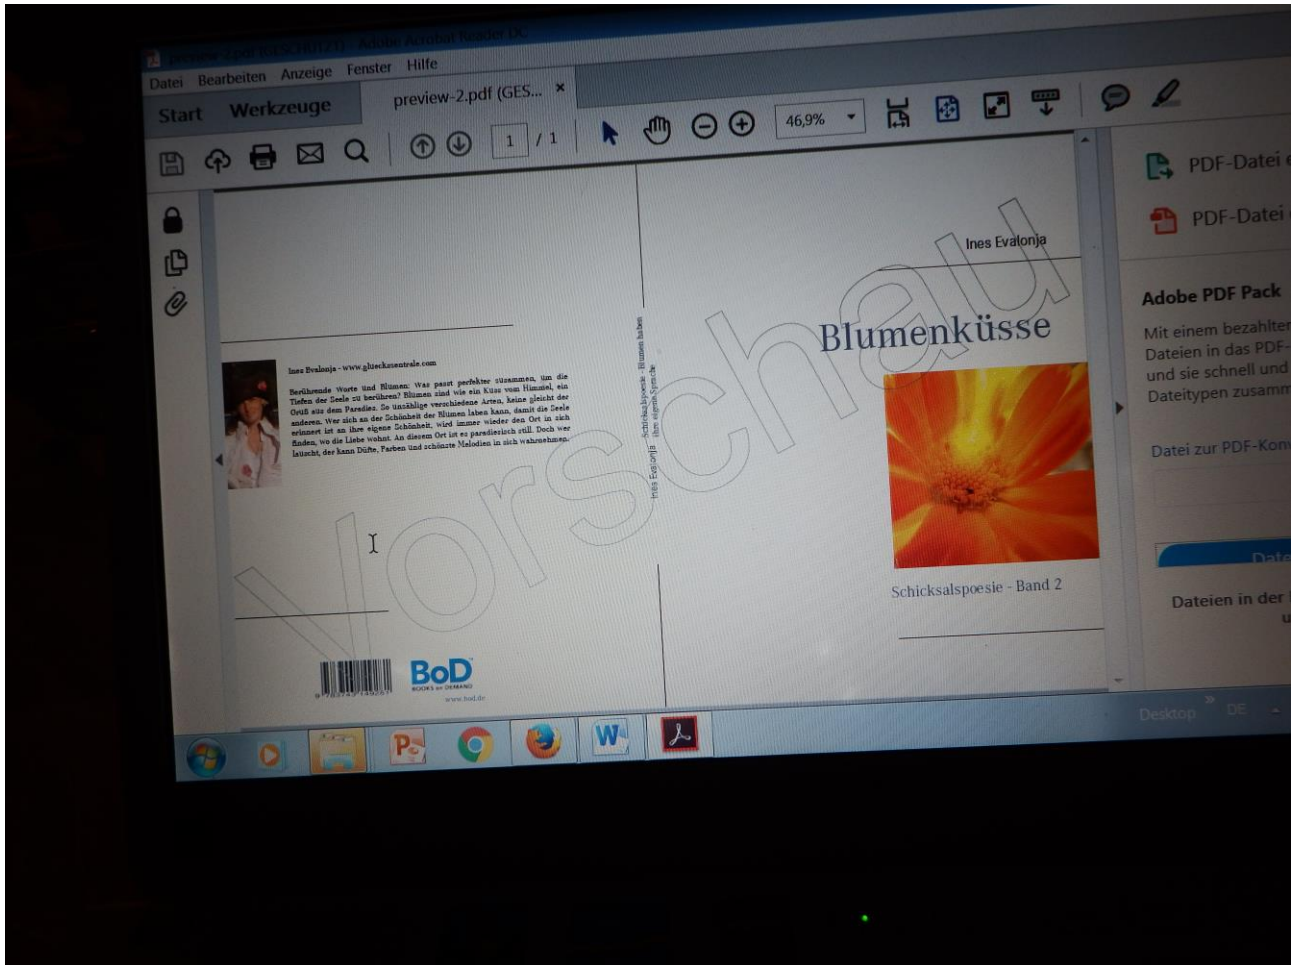 preview-2.pdf (GESCHÜTZT) - Adobe Acrobat Reader DC
Datei Bearbeiten Anzeige Fenster Hilfe
Start Werkzeuge preview-2.pdf (GES... ×
1 / 1 46,9%
PDF-Datei
PDF-Datei
Adobe PDF Pack
Mit einem bezahlten
Dateien in das PDF-
und sie schnell und
Dateitypen zusamm
Datei zur PDF-Kon
Date
Dateien in der
Vorschau
Ines Evalonja - www.glueckszentrale.com
Berührende Worte und Blumen: Was passt perfekter zusammen, um die
Tiefen der Seele zu berühren? Blumen sind wie ein Kuss vom Himmel, ein
Gruß aus dem Paradies. So unzählige verschiedene Arten, keine gleicht der
anderen. Wer sich an der Schönheit der Blumen laben kann, damit die Seele
erinnert ist an ihre eigene Schönheit, wird immer wieder den Ort in sich
finden, wo die Liebe wohnt. An diesem Ort ist es paradiesisch still. Doch wer
lauscht, der kann Düfte, Farben und schönste Melodien in sich wahrnehmen.
BoD
BOOKS on DEMAND
www.bod.de
Ines Evalonja
Schicksalspoesie - Blumen haben
ihre eigene Sprache
Ines Evalonja
Blumenküsse
Schicksalspoesie - Band 2
Desktop » DE